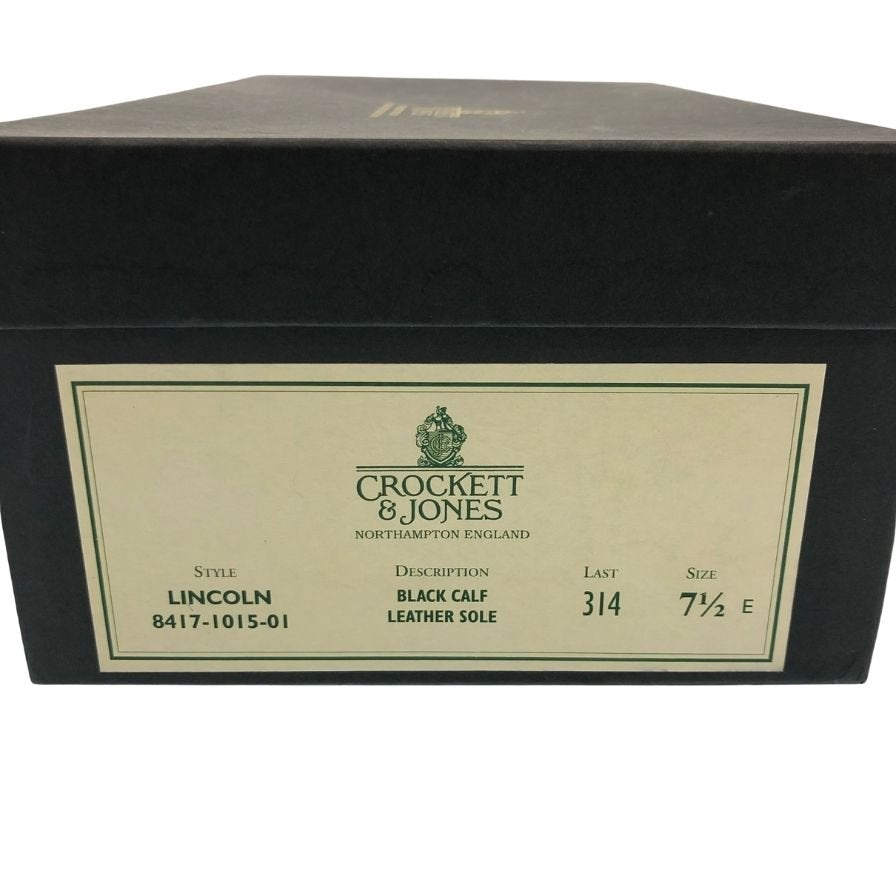 CROCKETT
& JONES
NORTHAMPTON ENGLAND
STYLE DESCRIPTION LAST SIZE
LINCOLN BLACK CALF 314 7½ E
8417-1015-01 LEATHER SOLE